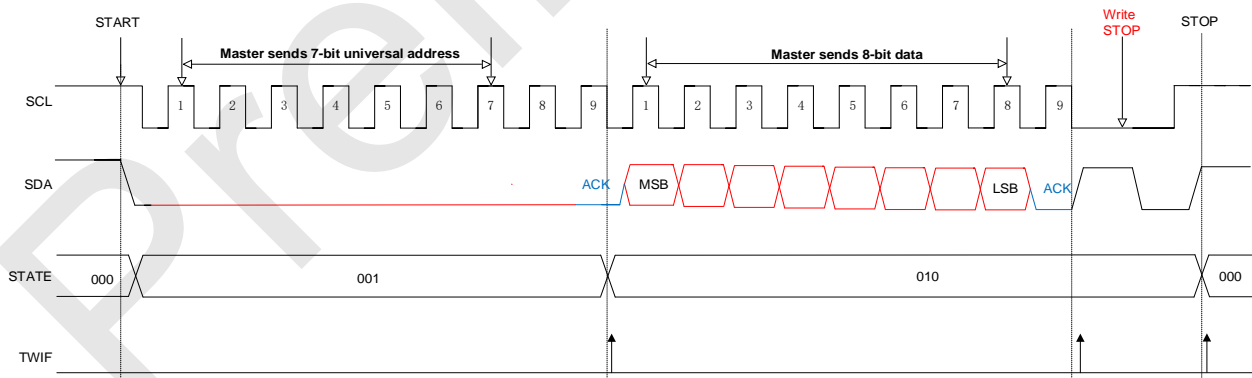 START
Write
STOP
STOP
Master sends 7-bit universal address
Master sends 8-bit data
SCL
1 2 3 4 5 6 7 8 9 1 2 3 4 5 6 7 8 9
SDA
ACK MSB LSB ACK
STATE
000 001 010 000
TWIF